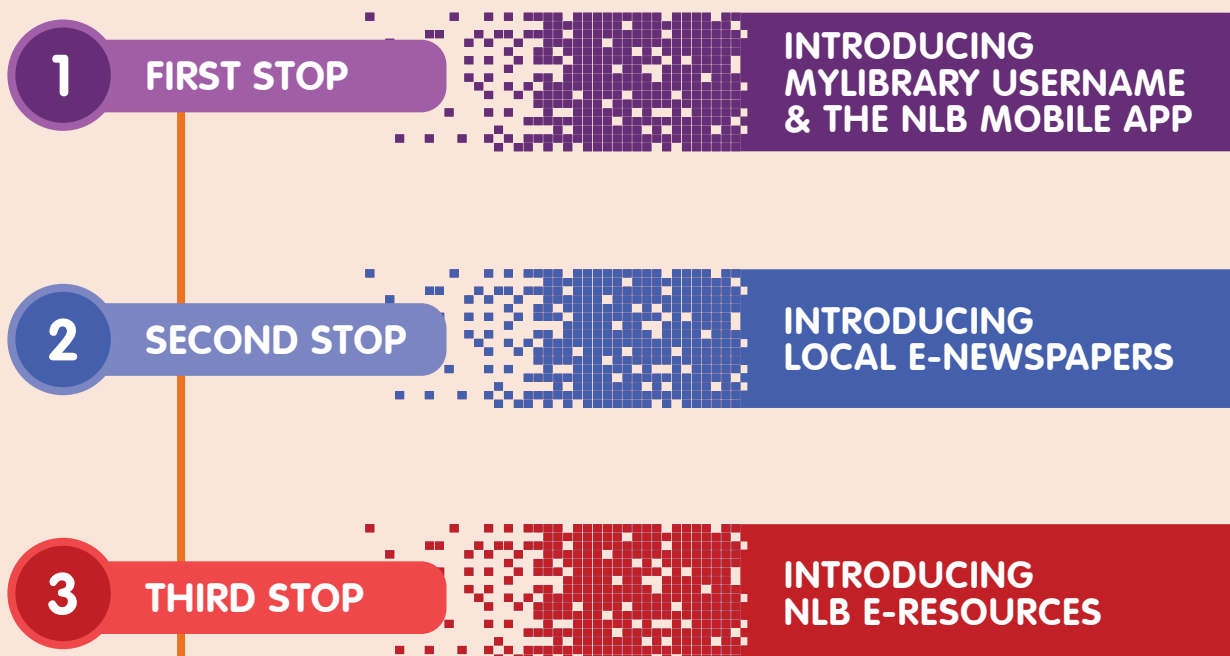 1
FIRST STOP
INTRODUCING
MYLIBRARY USERNAME
& THE NLB MOBILE APP
2
SECOND STOP
INTRODUCING
LOCAL E-NEWSPAPERS
3
THIRD STOP
INTRODUCING
NLB E-RESOURCES